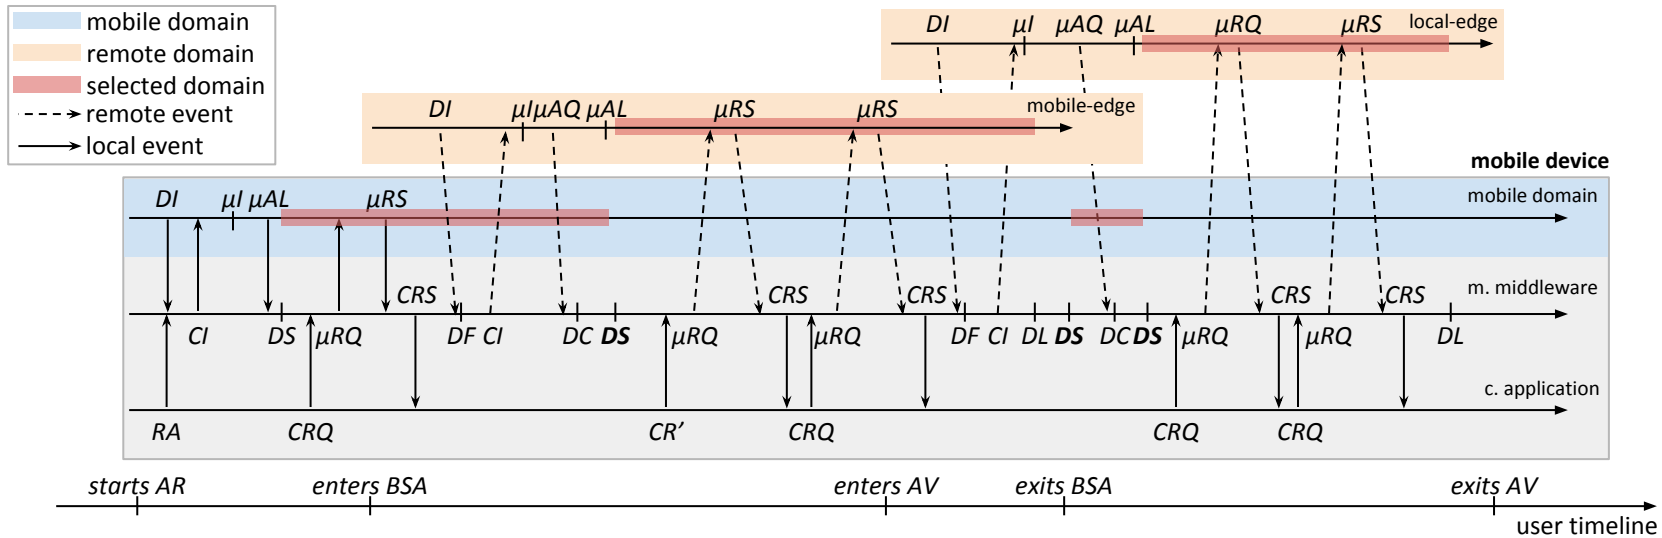 mobile domain
remote domain
selected domain
remote event
local event
DI μI μAQ μAL μRQ μRS local-edge
DI μI μAQ μAL μRS μRS mobile-edge
mobile device
DI μI μAL μRS mobile domain
CRS CRS CRS CRS CRS m. middleware
CI DS μRQ DF CI DC DS μRQ μRQ DF CI DL DS DC DS μRQ μRQ DL
c. application
RA CRQ CR' CRQ CRQ CRQ
starts AR enters BSA enters AV exits BSA exits AV
user timeline